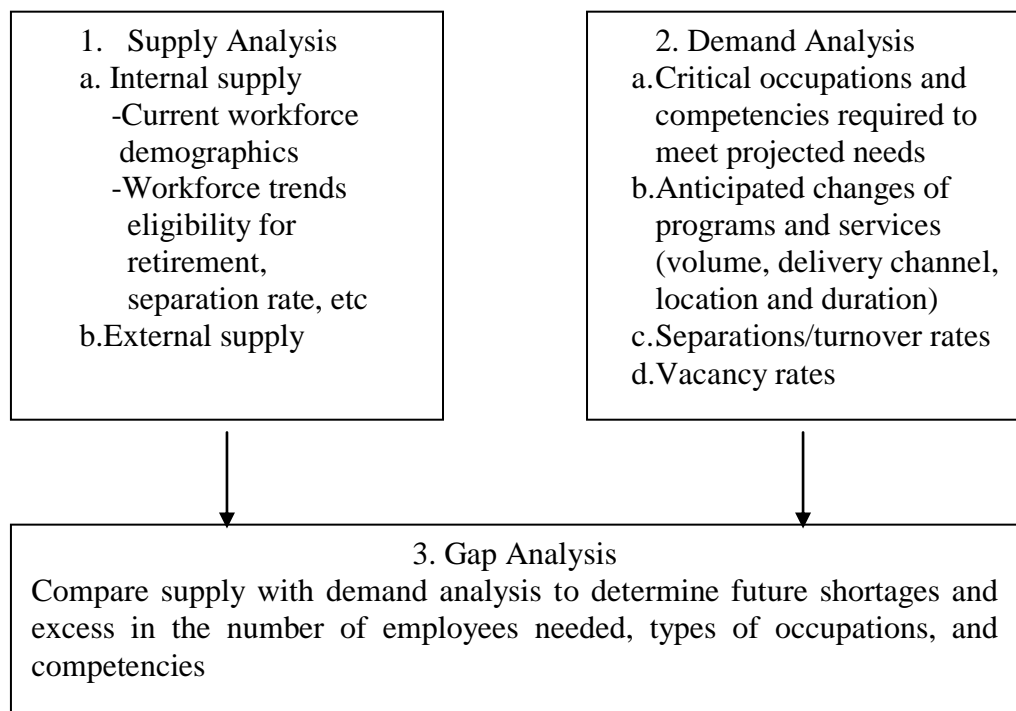 1. Supply Analysis
a. Internal supply
-Current workforce
demographics
-Workforce trends
eligibility for
retirement,
separation rate, etc
b.External supply
2. Demand Analysis
a.Critical occupations and
competencies required to
meet projected needs
b.Anticipated changes of
programs and services
(volume, delivery channel,
location and duration)
c.Separations/turnover rates
d.Vacancy rates
3. Gap Analysis
Compare supply with demand analysis to determine future shortages and
excess in the number of employees needed, types of occupations, and
competencies